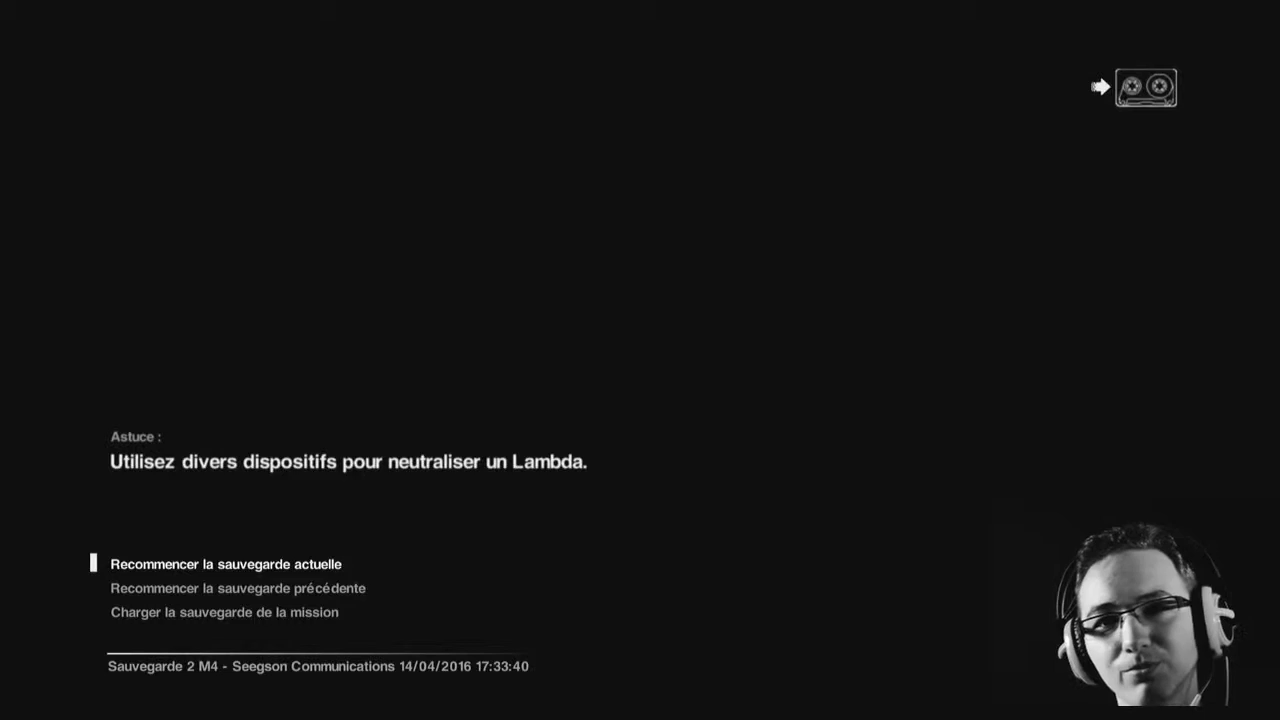 Astuce :
Utilisez divers dispositifs pour neutraliser un Lambda.
Recommencer la sauvegarde actuelle
Recommencer la sauvegarde précédente
Charger la sauvegarde de la mission
Sauvegarde 2 M4 - Seegson Communications 14/04/2016 17:33:40